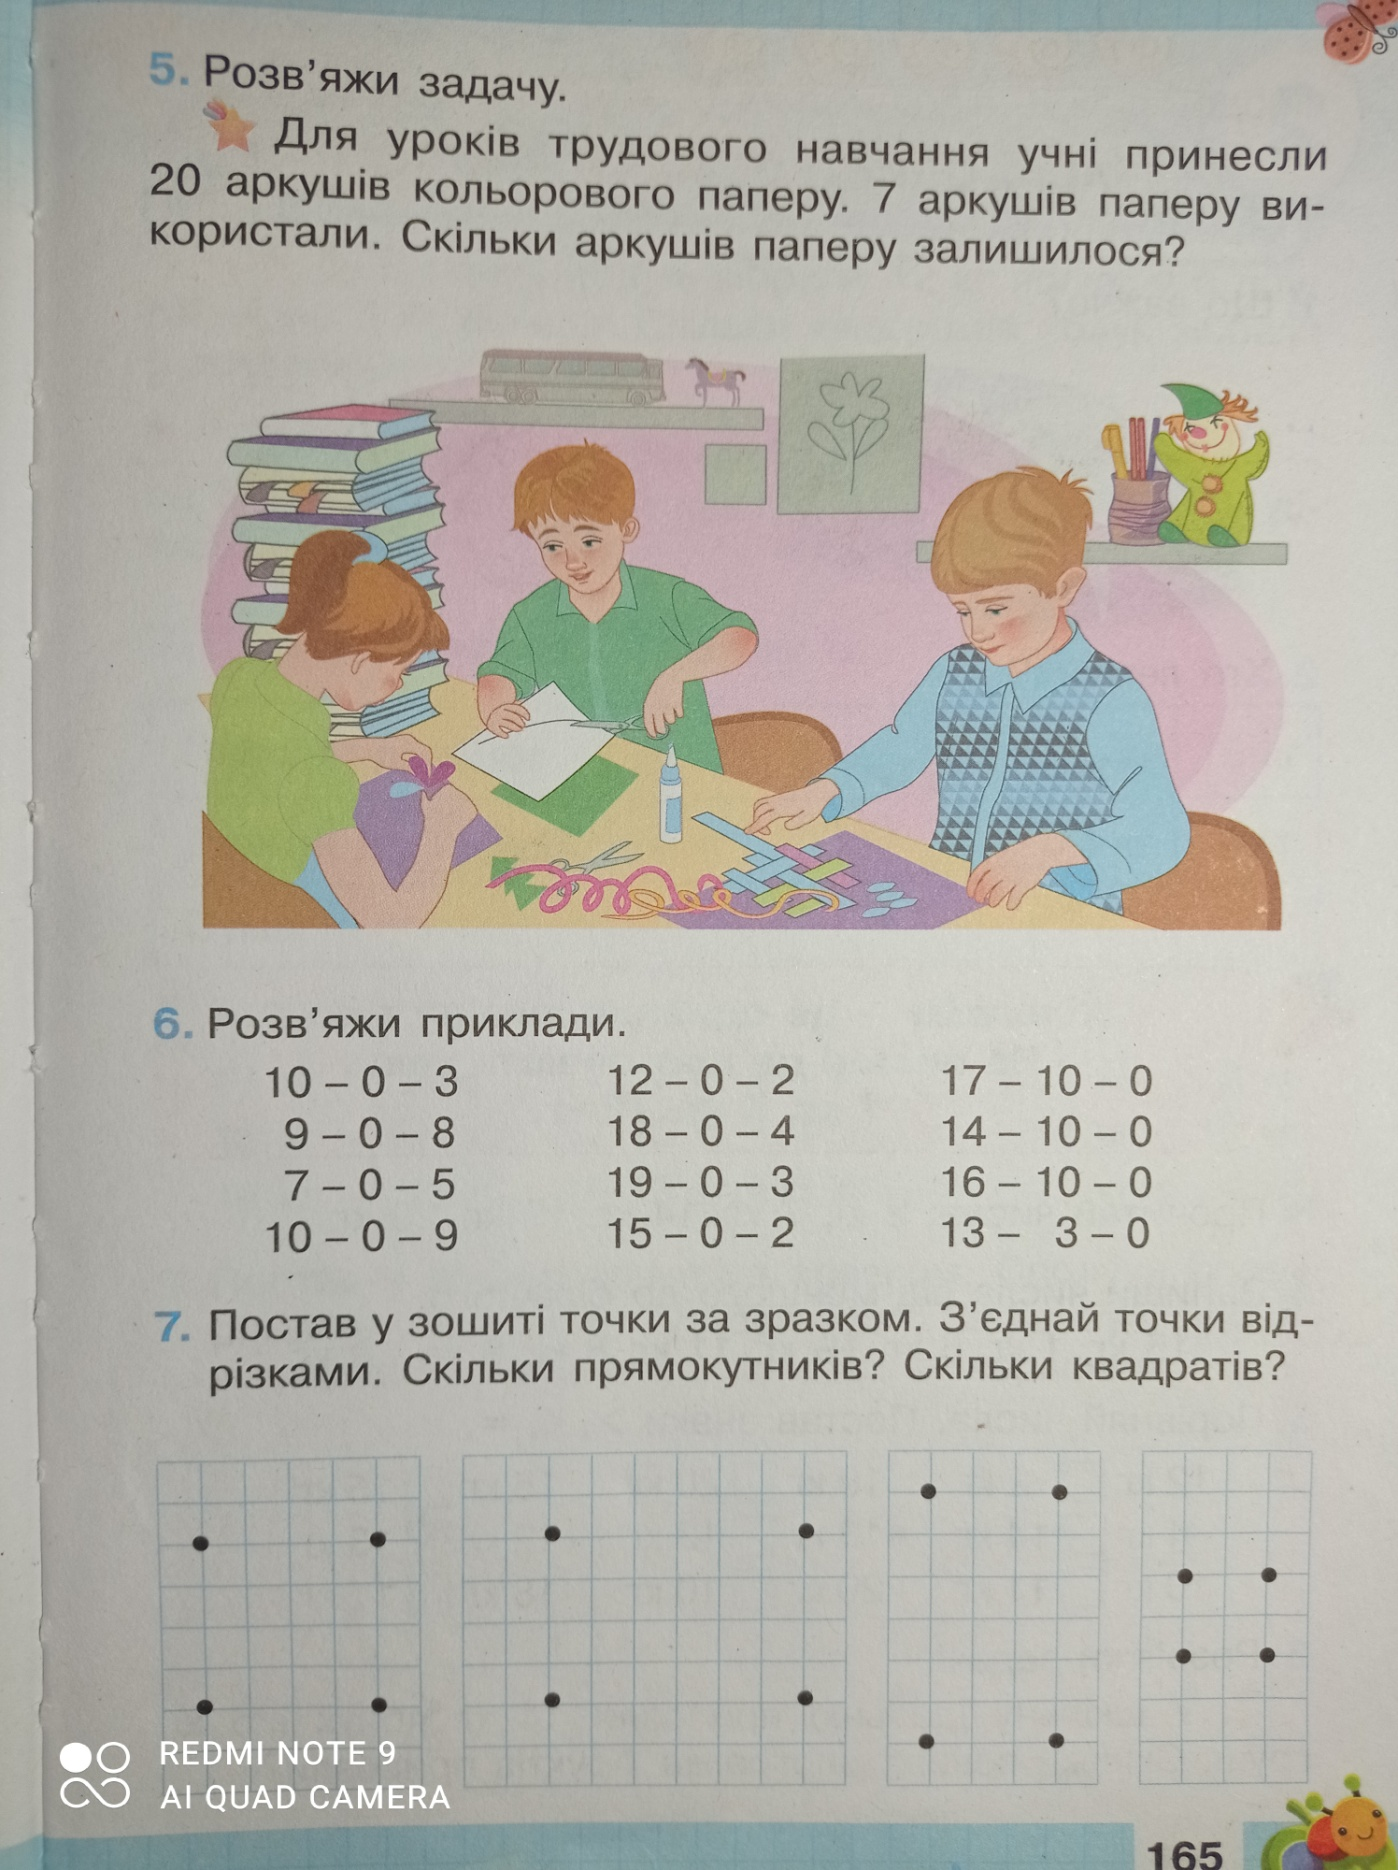 5. Розв'яжи задачу.
Для уроків трудового навчання учні принесли
20 аркушів кольорового паперу. 7 аркушів паперу ви-
користали. Скільки аркушів паперу залишилося?
6. Розв'яжи приклади.
10 – 0 – 3 12 – 0 – 2 17 – 10 – 0
9 – 0 – 8 18 – 0 – 4 14 – 10 – 0
7 – 0 – 5 19 – 0 – 3 16 – 10 – 0
10 – 0 – 9 15 – 0 – 2 13 – 3 – 0
7. Постав у зошиті точки за зразком. З'єднай точки від-
різками. Скільки прямокутників? Скільки квадратів?
REDMI NOTE 9
AI QUAD CAMERA
165